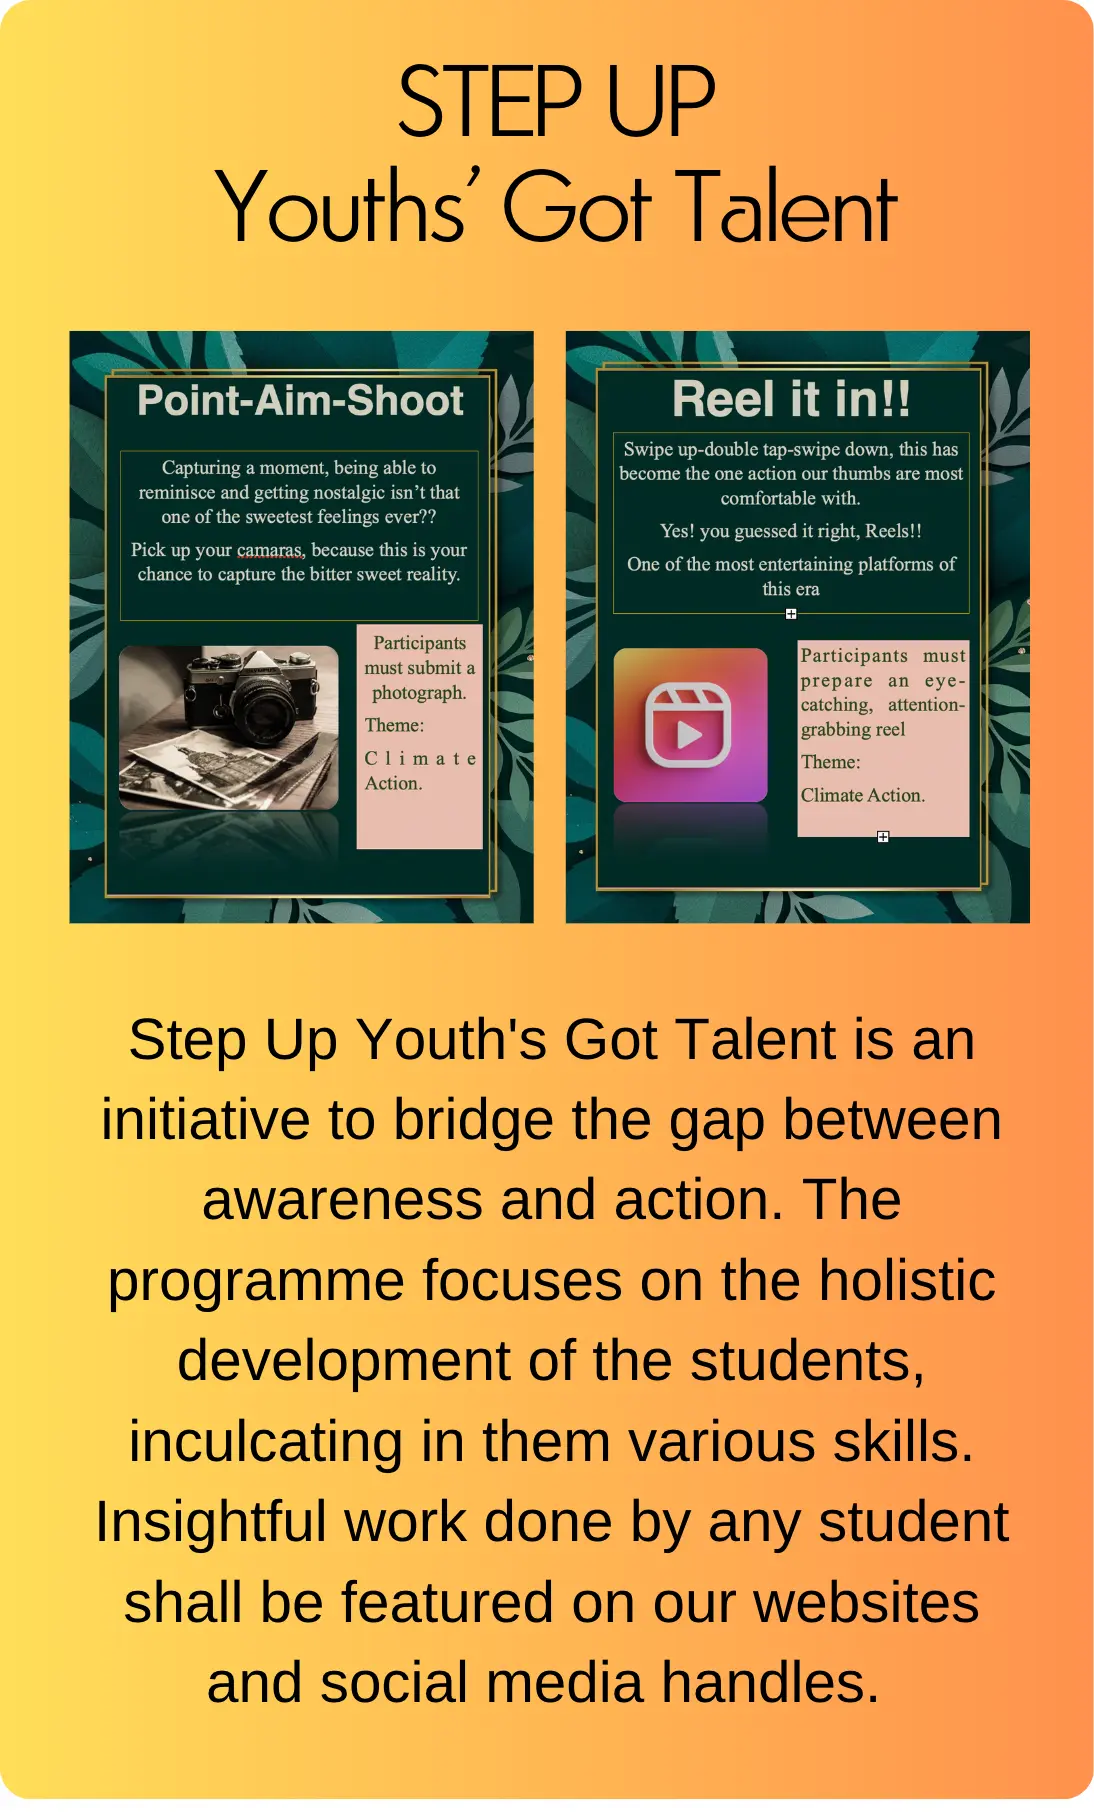 STEP UP
Youths’ Got Talent
Point-Aim-Shoot
Capturing a moment, being able to
reminisce and getting nostalgic isn’t that
one of the sweetest feelings ever??
Pick up your camaras, because this is your
chance to capture the bitter sweet reality.
Participants
must submit a
photograph.
Theme:
Climate
Action.
Reel it in!!
Swipe up-double tap-swipe down, this has
become the one action our thumbs are most
comfortable with.
Yes! you guessed it right, Reels!!
One of the most entertaining platforms of
this era
Participants must
prepare an eye-
catching, attention-
grabbing reel
Theme:
Climate Action.
Step Up Youth's Got Talent is an
initiative to bridge the gap between
awareness and action. The
programme focuses on the holistic
development of the students,
inculcating in them various skills.
Insightful work done by any student
shall be featured on our websites
and social media handles.